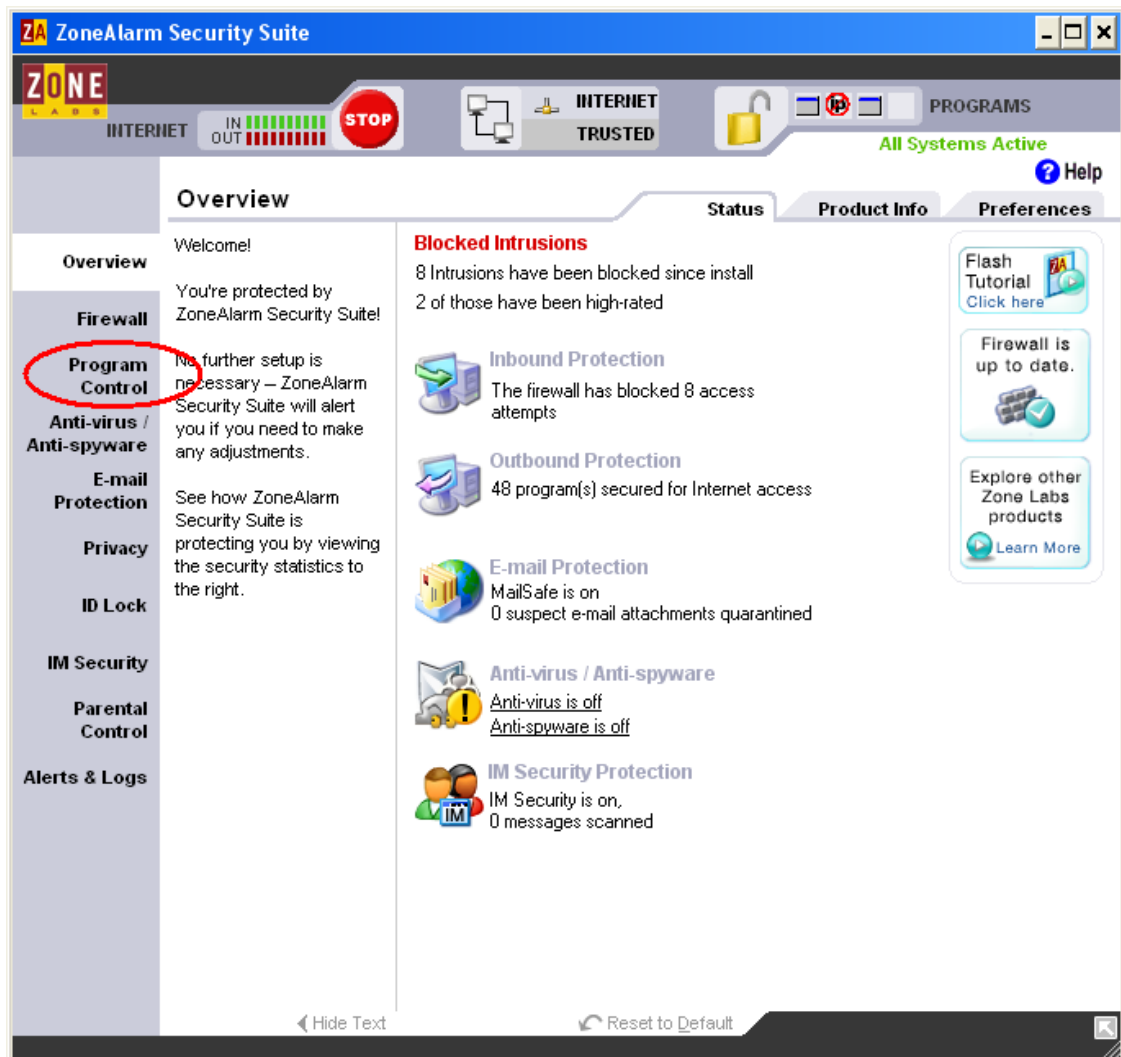 ZA ZoneAlarm Security Suite
ZONE
LABS
INTERNET
IN
OUT
STOP
INTERNET
TRUSTED
PROGRAMS
All Systems Active
Help
Overview
Status
Product Info
Preferences
Overview
Firewall
Program
Control
Anti-virus /
Anti-spyware
E-mail
Protection
Privacy
ID Lock
IM Security
Parental
Control
Alerts & Logs
Welcome!
You're protected by
ZoneAlarm Security Suite!
No further setup is
necessary – ZoneAlarm
Security Suite will alert
you if you need to make
any adjustments.
See how ZoneAlarm
Security Suite is
protecting you by viewing
the security statistics to
the right.
Blocked Intrusions
8 Intrusions have been blocked since install
2 of those have been high-rated
Inbound Protection
The firewall has blocked 8 access
attempts
Outbound Protection
48 program(s) secured for Internet access
E-mail Protection
MailSafe is on
0 suspect e-mail attachments quarantined
Anti-virus / Anti-spyware
Anti-virus is off
Anti-spyware is off
IM Security Protection
IM
IM Security is on,
0 messages scanned
Flash
Tutorial
Click here
ZA
Firewall is
up to date.
Explore other
Zone Labs
products
Learn More
Hide Text
Reset to Default